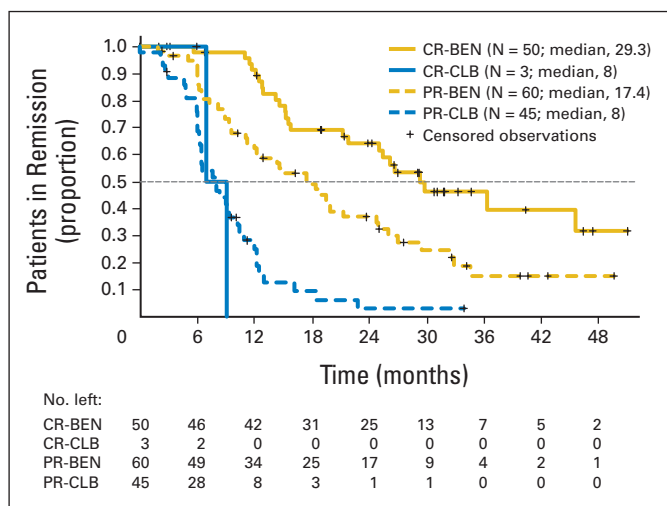 CR-BEN (N = 50; median, 29.3)
CR-CLB (N = 3; median, 8)
PR-BEN (N = 60; median, 17.4)
PR-CLB (N = 45; median, 8)
+ Censored observations
Patients in Remission
(proportion)
1.0
0.9
0.8
0.7
0.6
0.5
0.4
0.3
0.2
0.1
0 6 12 18 24 30 36 42 48
Time (months)
No. left:
CR-BEN 50 46 42 31 25 13 7 5 2
CR-CLB 3 2 0 0 0 0 0 0 0
PR-BEN 60 49 34 25 17 9 4 2 1
PR-CLB 45 28 8 3 1 1 0 0 0